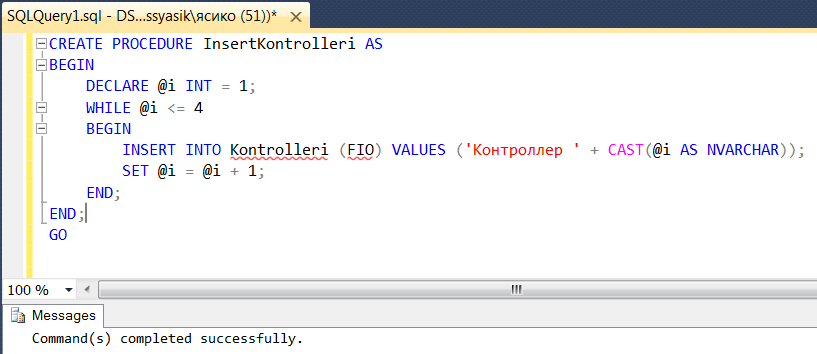 SQLQuery1.sql - DS...ssyasik\ясико (51))*
CREATE PROCEDURE InsertKontrolleri AS
BEGIN
DECLARE @i INT = 1;
WHILE @i <= 4
BEGIN
INSERT INTO Kontrolleri (FIO) VALUES ('Контроллер ' + CAST(@i AS NVARCHAR));
SET @i = @i + 1;
END;
END;
GO
100 %
Messages
Command(s) completed successfully.